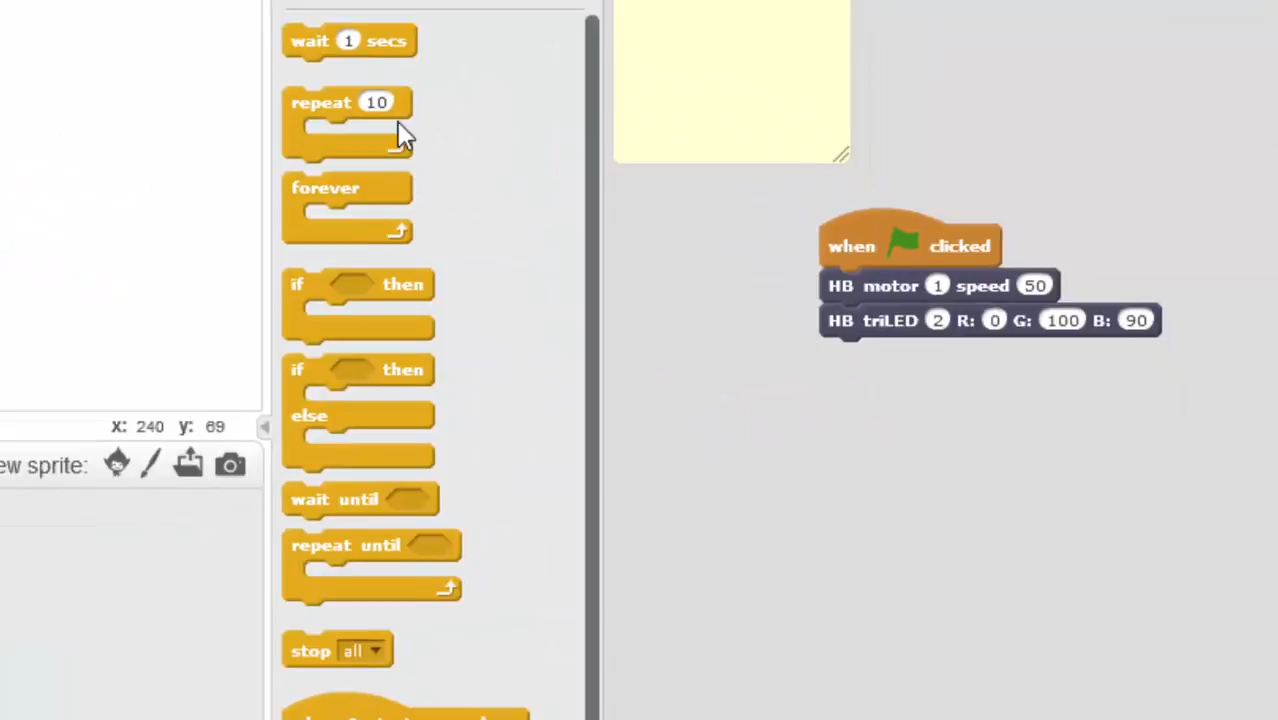 wait 1 secs
repeat 10
forever
if then
if then
else
wait until
repeat until
stop all
when clicked
HB motor 1 speed 50
HB triLED 2 R: 0 G: 100 B: 90
x: 240 y: 69
sprite: